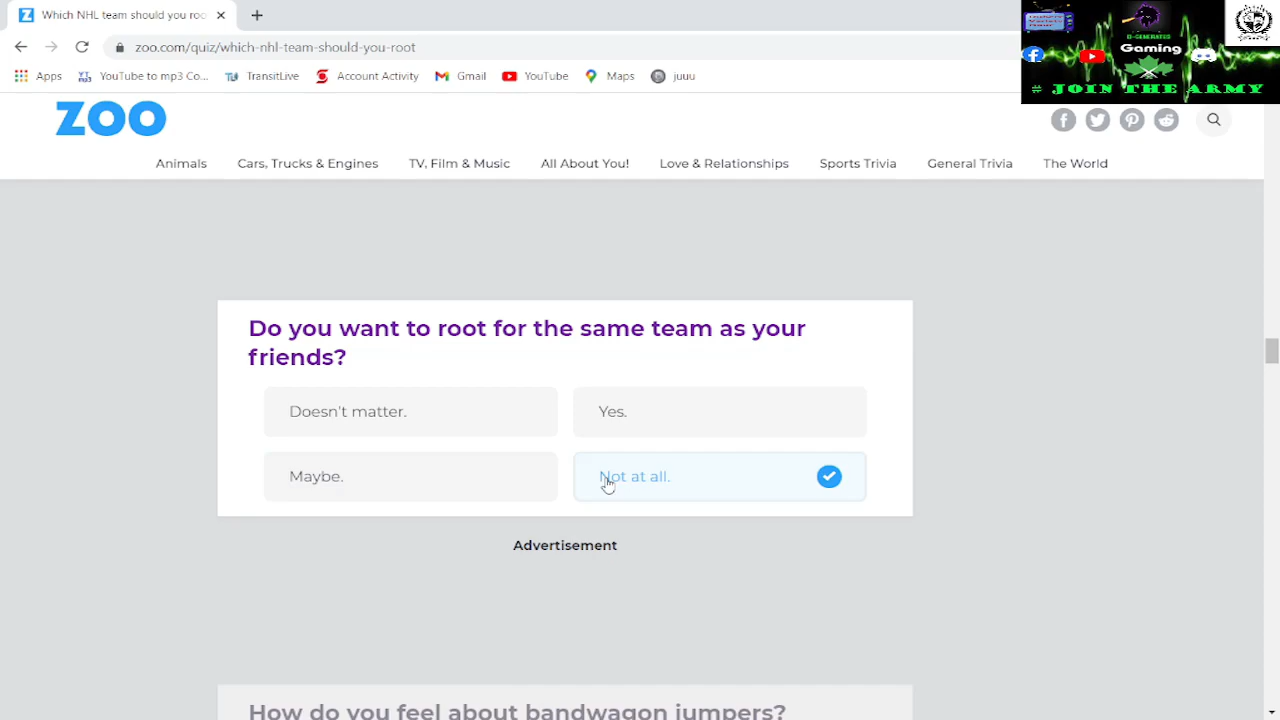 Which NHL team should you roo
zoo.com/quiz/which-nhl-team-should-you-root
Apps
YouTube to mp3 Co...
TransitLive
Account Activity
Gmail
YouTube
Maps
juuu
Gaming
# JOIN THE ARMY
ZOO
Animals
Cars, Trucks & Engines
TV, Film & Music
All About You!
Love & Relationships
Sports Trivia
General Trivia
The World
Do you want to root for the same team as your
friends?
Doesn't matter.
Yes.
Maybe.
Not at all.
Advertisement
How do you feel about bandwagon jumpers?